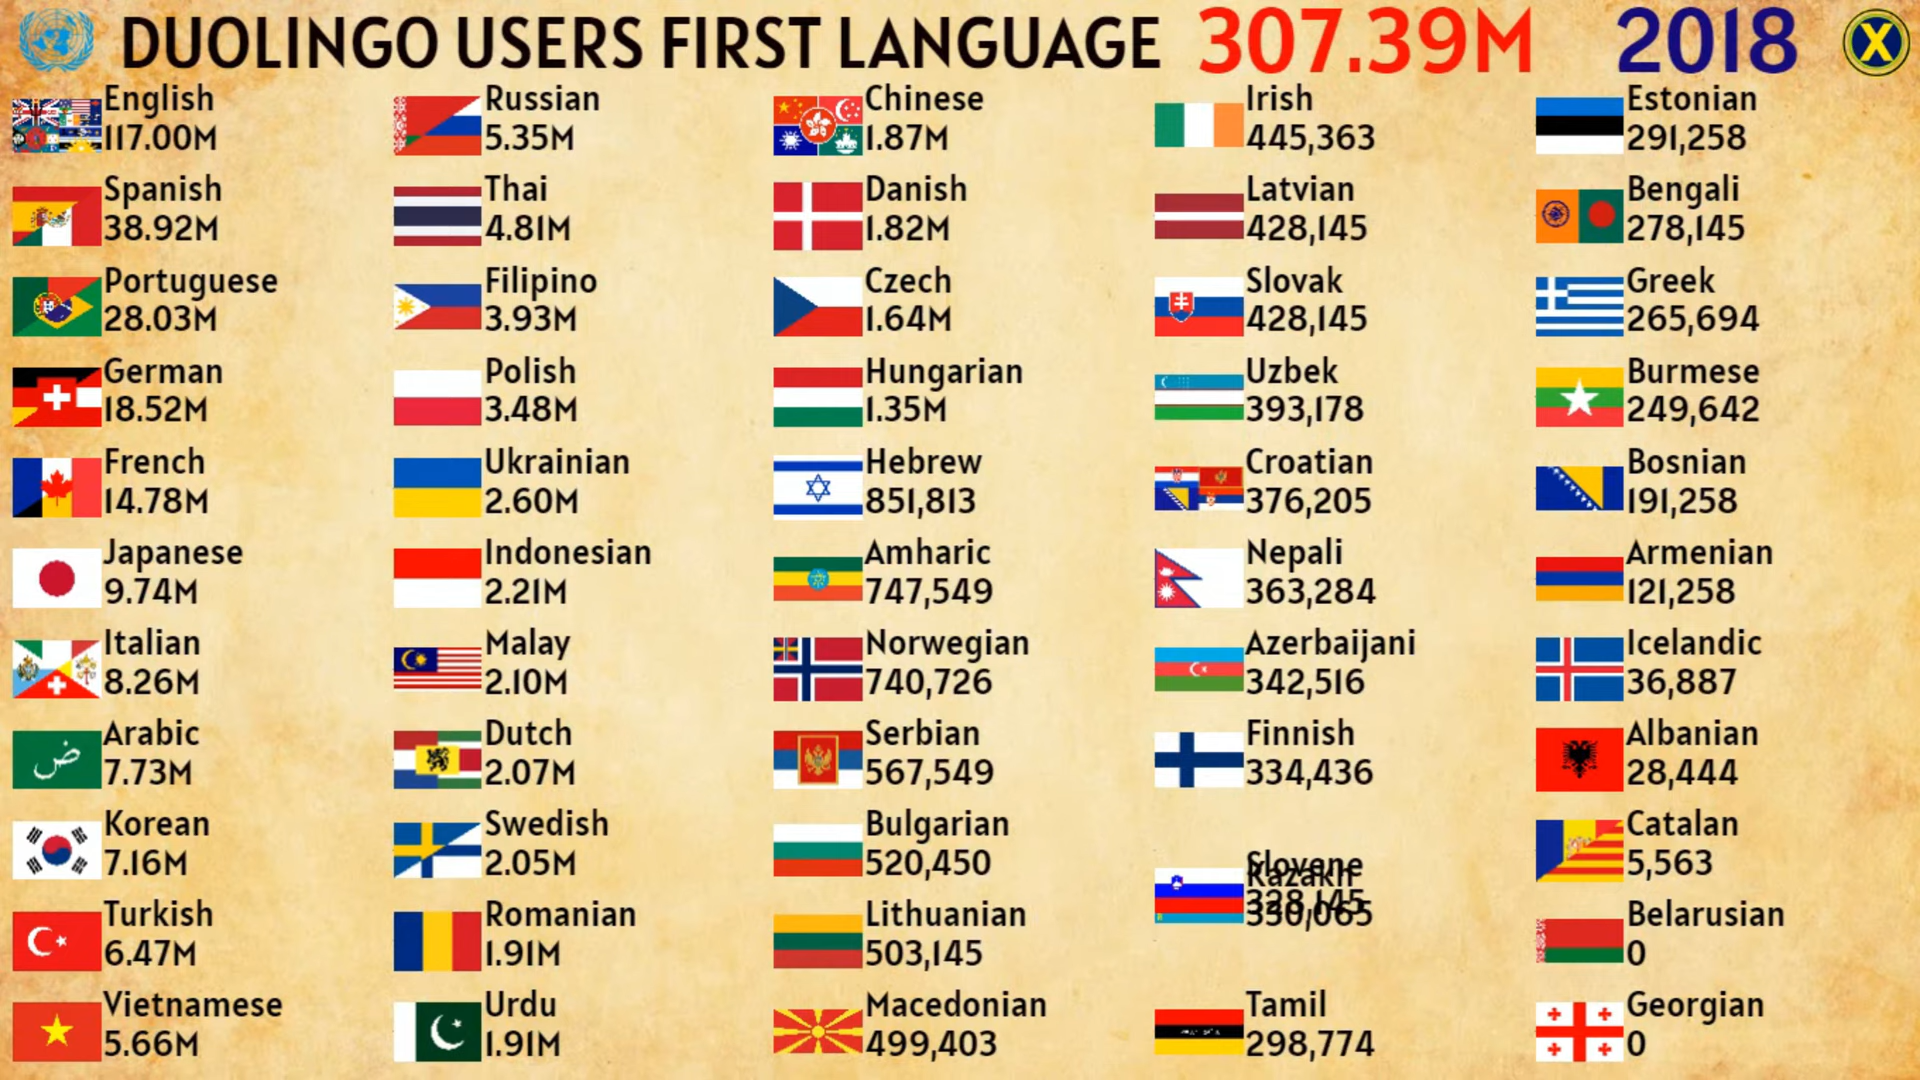 DUOLINGO USERS FIRST LANGUAGE 307.39M 2018 X
English
117.00M
Spanish
38.92M
Portuguese
28.03M
German
18.52M
French
14.78M
Japanese
9.74M
Italian
8.26M
ض
Arabic
7.73M
Korean
7.16M
Turkish
6.47M
Vietnamese
5.66M
Russian
5.35M
Thai
4.81M
Filipino
3.93M
Polish
3.48M
Ukrainian
2.60M
Indonesian
2.21M
Malay
2.10M
Dutch
2.07M
Swedish
2.05M
Romanian
1.91M
Urdu
1.91M
Chinese
1.87M
Danish
1.82M
Czech
1.64M
Hungarian
1.35M
Hebrew
851,813
Amharic
747,549
Norwegian
740,726
Serbian
567,549
Bulgarian
520,450
Lithuanian
503,145
Macedonian
499,403
Irish
445,363
Latvian
428,145
Slovak
428,145
Uzbek
393,178
Croatian
376,205
Nepali
363,284
Azerbaijani
342,516
Finnish
334,436
Slovene
Kazakh
328,145
330,065
Tamil
298,774
Estonian
291,258
Bengali
278,145
Greek
265,694
Burmese
249,642
Bosnian
191,258
Armenian
121,258
Icelandic
36,887
Albanian
28,444
Catalan
5,563
Belarusian
0
Georgian
0